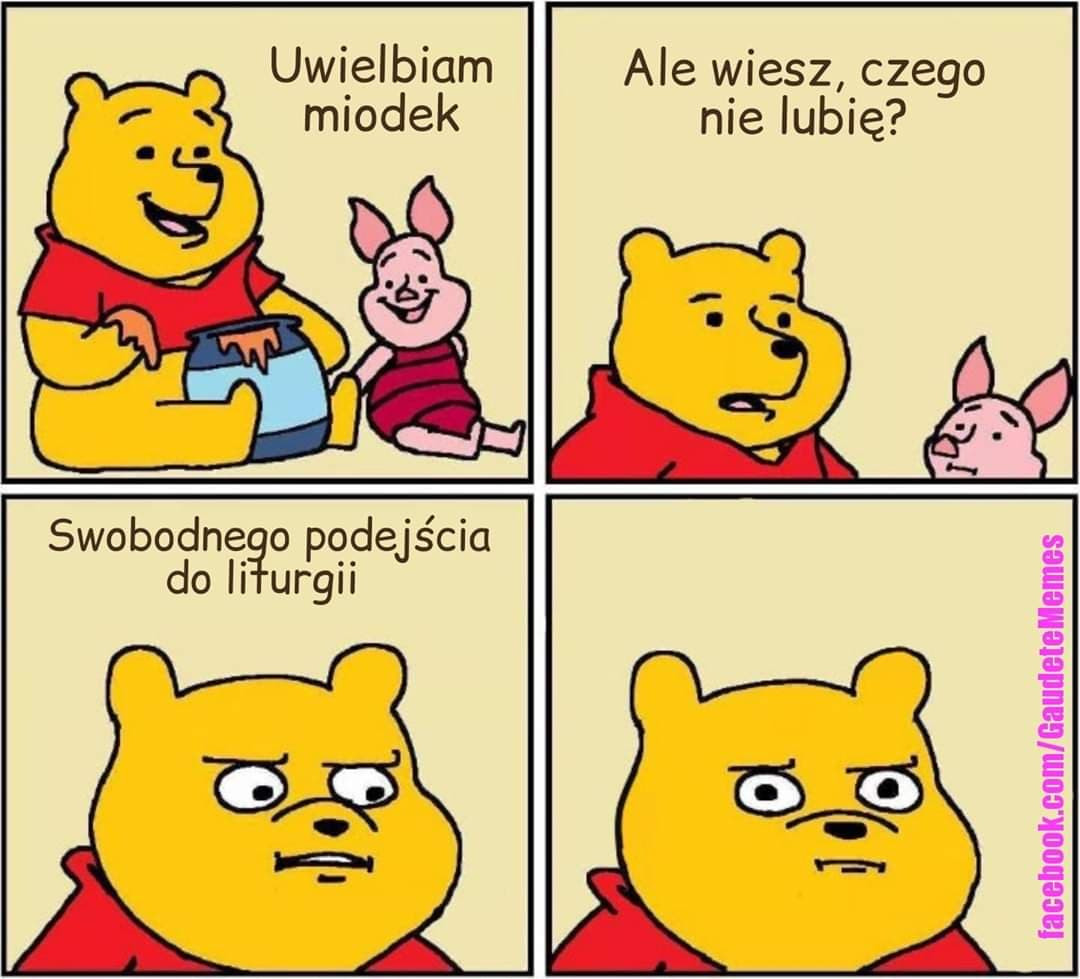 Uwielbiam
miodek
Ale wiesz, czego
nie lubię?
Swobodnego podejścia
do liturgii
facebook.com/GaudeteMemes